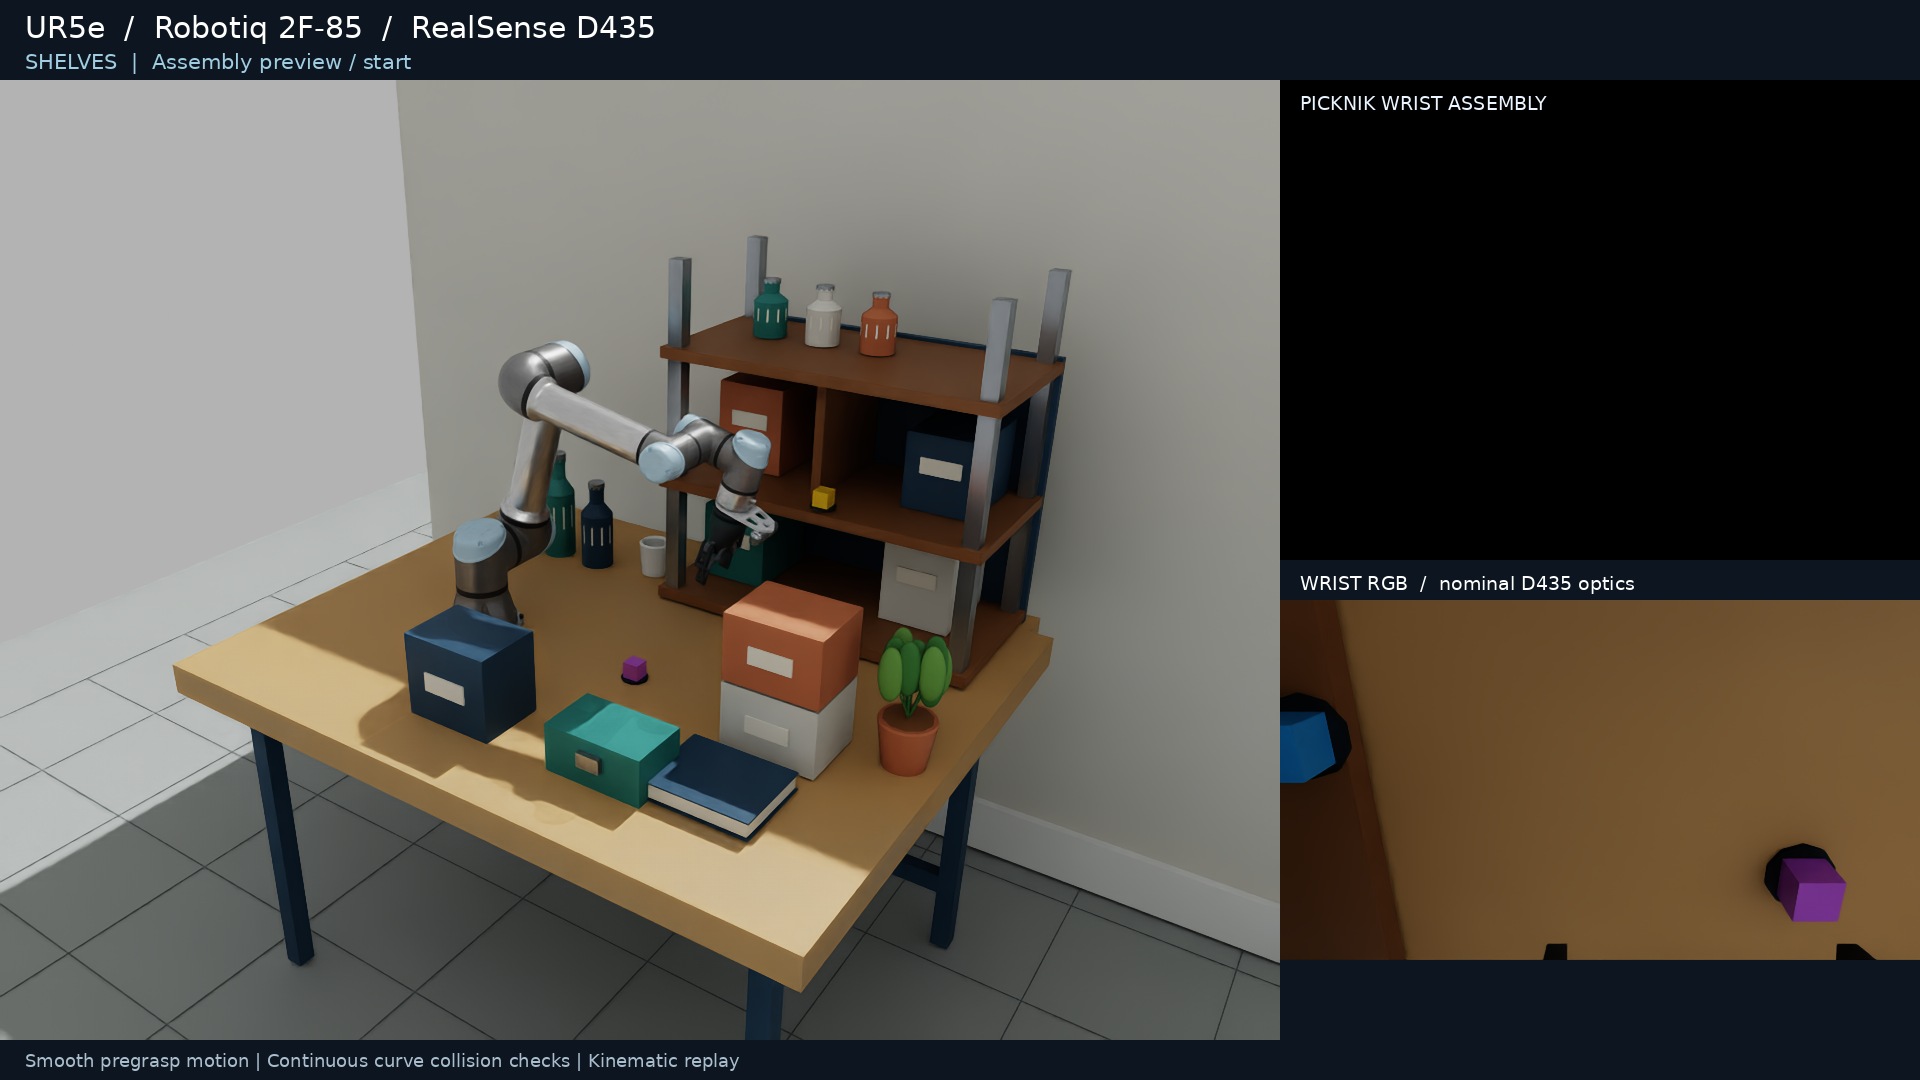 UR5e / Robotiq 2F-85 / RealSense D435
SHELVES | Assembly preview / start
PICKNIK WRIST ASSEMBLY
WRIST RGB / nominal D435 optics
Smooth pregrasp motion | Continuous curve collision checks | Kinematic replay